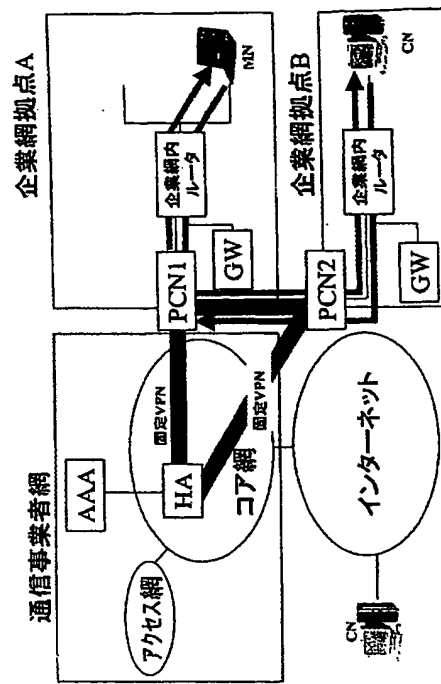 通信事業者網
AAA
アクセス網
HA
コア網
固定VPN
固定VPN
インターネット
CN
企業網拠点A
PCN1
GW
企業網内
ルータ
MN
企業網拠点B
PCN2
GW
企業網内
ルータ
CN